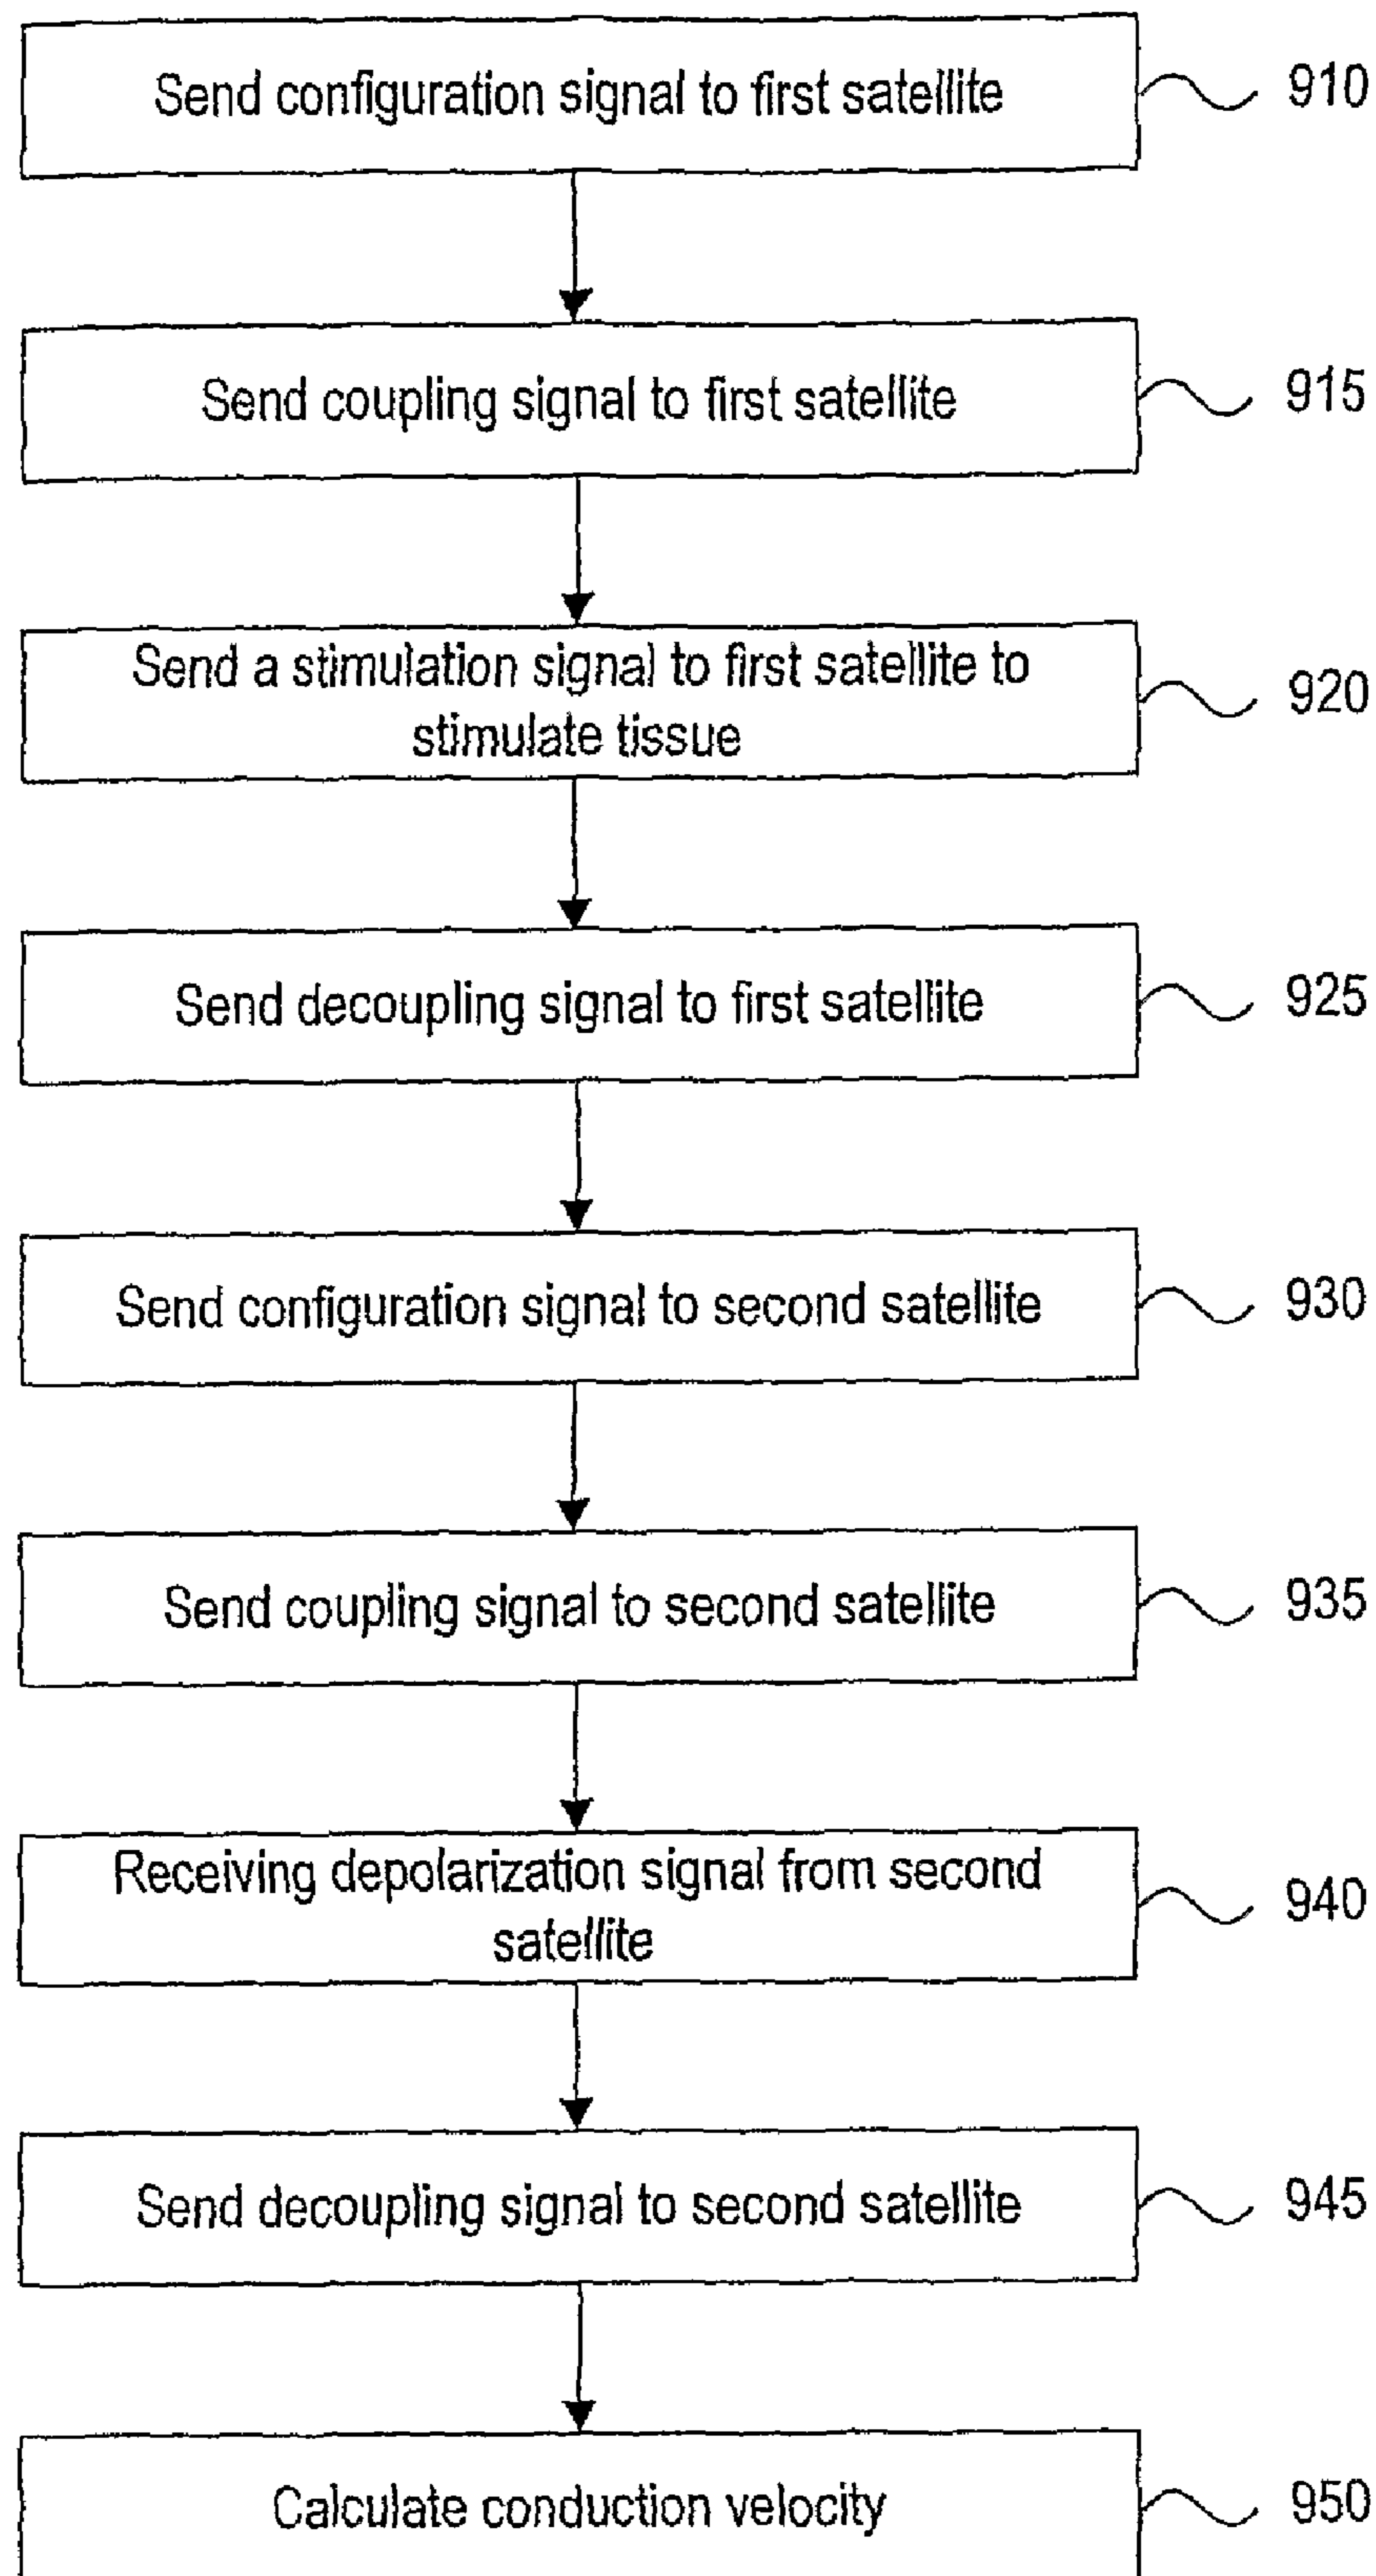 Send configuration signal to first satellite
910
Send coupling signal to first satellite
915
Send a stimulation signal to first satellite to
stimulate tissue
920
Send decoupling signal to first satellite
925
Send configuration signal to second satellite
930
Send coupling signal to second satellite
935
Receiving depolarization signal from second
satellite
940
Send decoupling signal to second satellite
945
Calculate conduction velocity
950